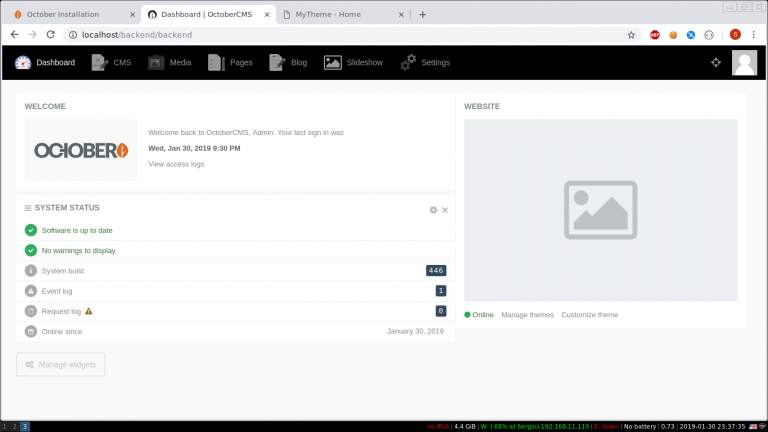 October Installation
Dashboard | OctoberCMS
MyTheme - Home
localhost/backend/backend
ABP
S
Dashboard
CMS
Media
Pages
Blog
Slideshow
Settings
WELCOME
OCTOBER
Welcome back to OctoberCMS, Admin. Your last sign in was
Wed, Jan 30, 2019 9:30 PM
View access logs
WEBSITE
SYSTEM STATUS
Software is up to date
No warnings to display
System build 446
Event log 1
Request log 0
Online since January 30, 2019
Online Manage themes Customize theme
Manage widgets
1 2 3 no IPv6 | 4.4 GiB | W: ( 68% at Sergio) 192.168.11.110 | E: down | No battery | 0.73 | 2019-01-30 23:37:35